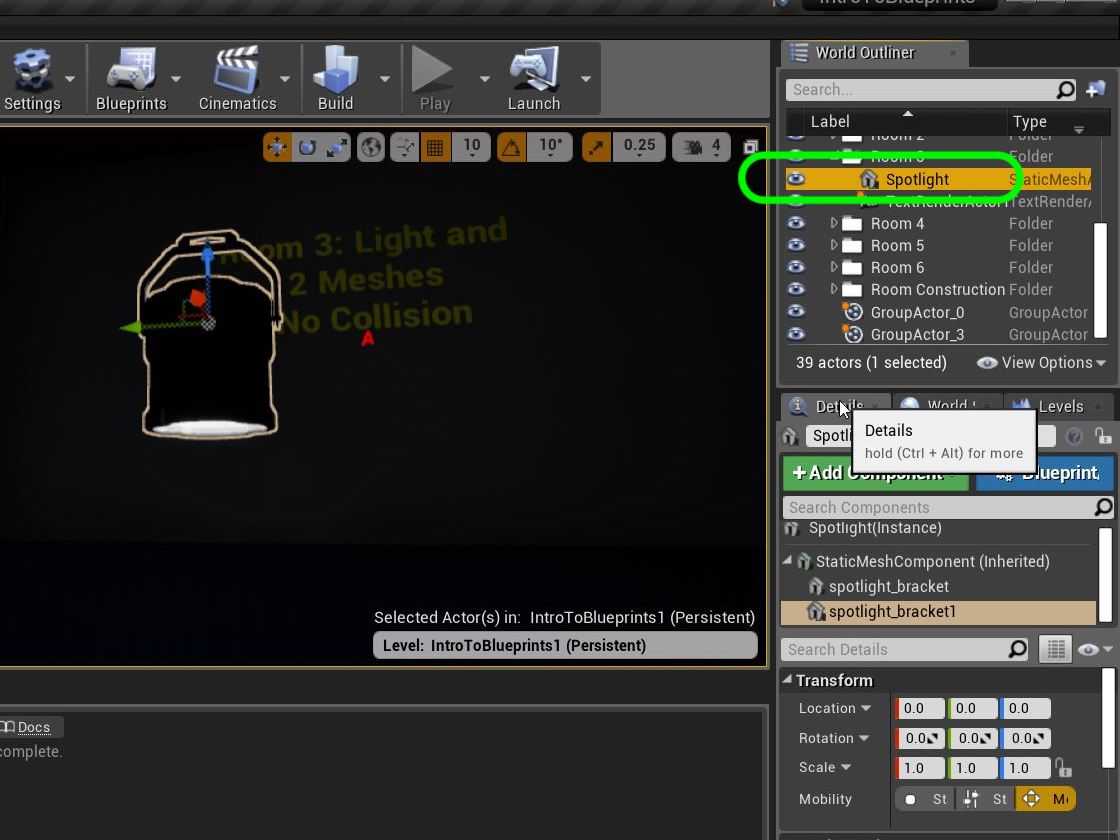 IntroToBlueprints
Settings
Blueprints
Cinematics
Build
Play
Launch
World Outliner
Search...
Label
Type
10
10°
0.25
4
Room 2
Folder
Room 3
Folder
Spotlight
StaticMeshA
TextRenderActor1
TextRender
Room 4
Folder
Room 5
Folder
Room 6
Folder
Room Construction
Folder
GroupActor_0
GroupActor
GroupActor_3
GroupActor
39 actors (1 selected)
View Options
Room 3: Light and
2 Meshes
No Collision
A
Details
World
Levels
Details
hold (Ctrl + Alt) for more
Add Component
Blueprint
Search Components
Spotlight(Instance)
StaticMeshComponent (Inherited)
spotlight_bracket
spotlight_bracket1
Search Details
Transform
Location
0.0
0.0
0.0
Rotation
0.0
0.0
0.0
Scale
1.0
1.0
1.0
Mobility
St
St
Mo
Selected Actor(s) in: IntroToBlueprints1 (Persistent)
Level: IntroToBlueprints1 (Persistent)
Docs
complete.